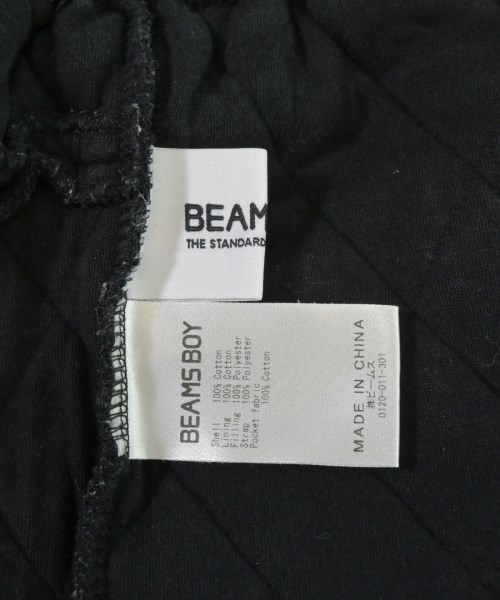 BEAM
THE STANDARD
BEAMS BOY
Shell 100% Cotton
Lining 100% Cotton
Filling 100% Polyester
Strap 100% Polyester
Pocket fabric 100% Cotton
MADE IN CHINA
㈱ビームス
0120-011-301